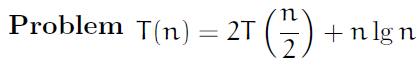 Problem T(n) = 2T (n/2) + n lg n